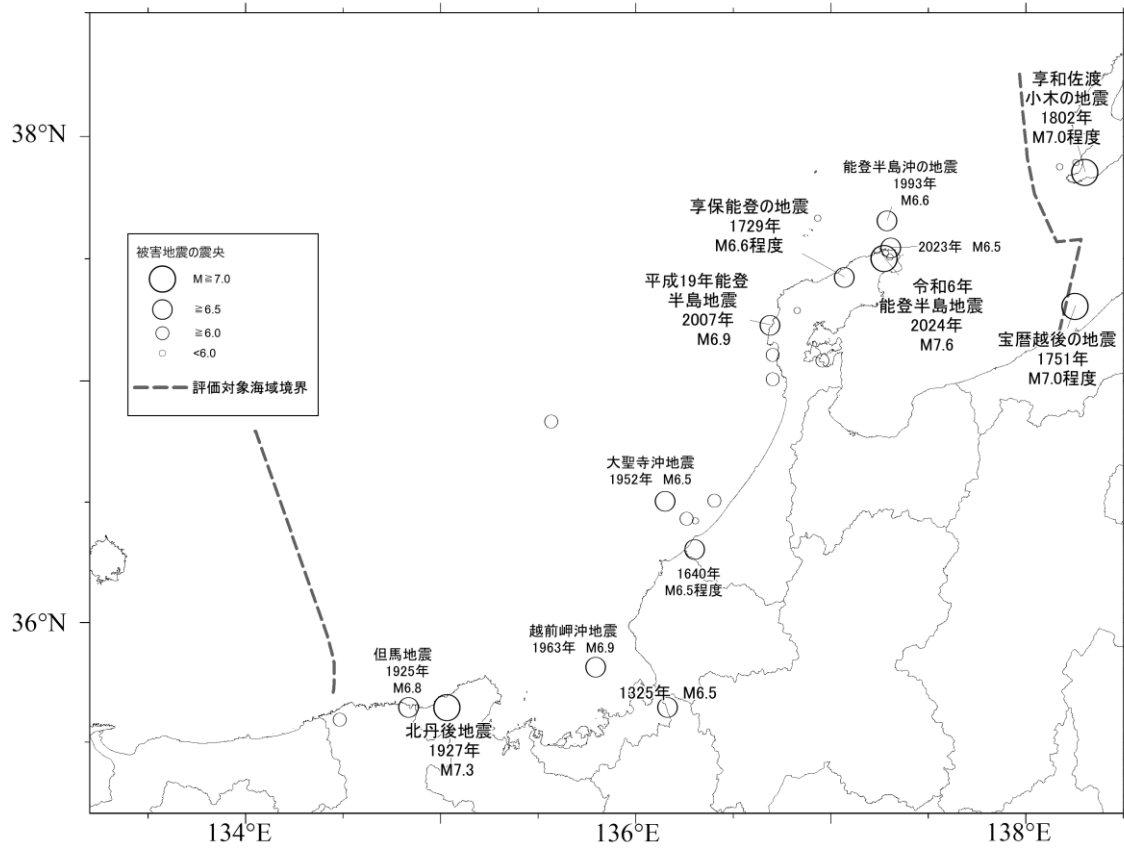 享和佐渡
小木の地震
1802年
M7.0程度
38°N
能登半島沖の地震
1993年
M6.6
享保能登の地震
1729年
M6.6程度
2023年 M6.5
被害地震の震央
M≧7.0
≧6.5
≧6.0
<6.0
評価対象海域境界
平成19年能登
半島地震
2007年
M6.9
令和6年
能登半島地震
2024年
M7.6
宝暦越後の地震
1751年
M7.0程度
大聖寺沖地震
1952年 M6.5
1640年
M6.5程度
36°N
越前岬沖地震
1963年 M6.9
但馬地震
1925年
M6.8
1325年 M6.5
北丹後地震
1927年
M7.3
134°E
136°E
138°E